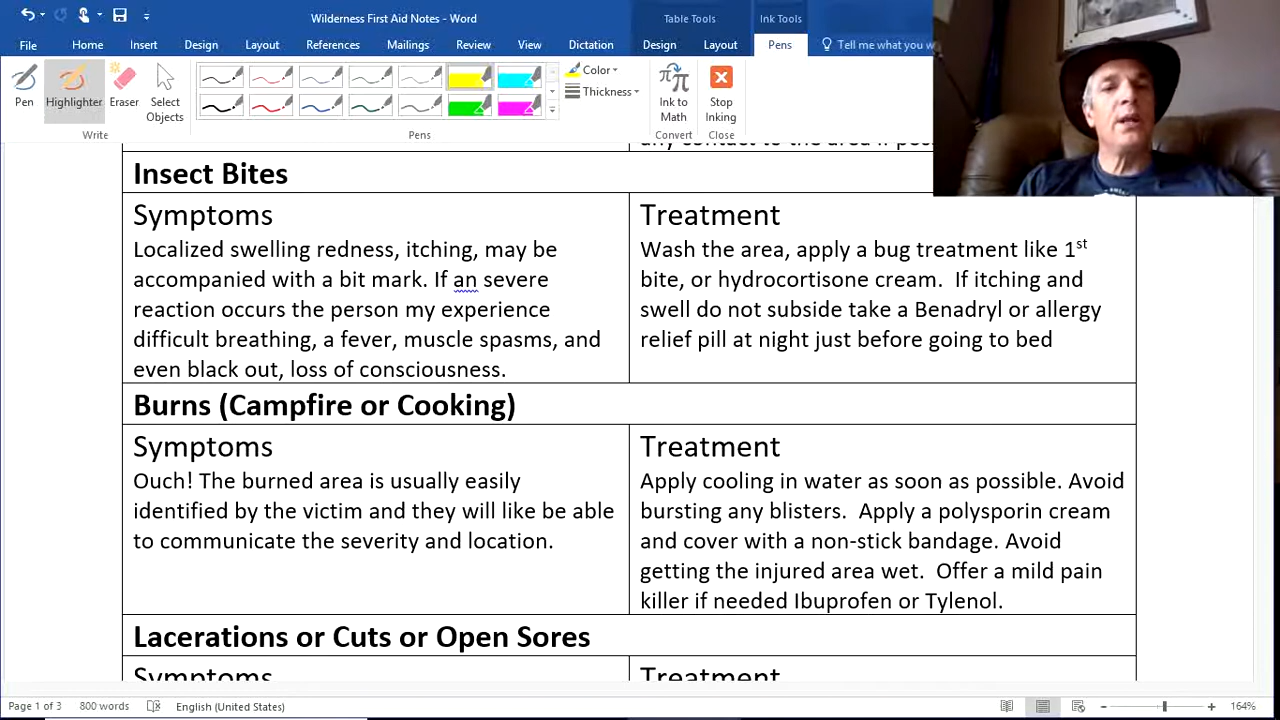 Wilderness First Aid Notes - Word
Table Tools
Ink Tools
File
Home
Insert
Design
Layout
References
Mailings
Review
View
Dictation
Design
Layout
Pens
Tell me what you
Pen
Highlighter
Eraser
Select Objects
Color
Thickness
Ink to Math
Stop Inking
Write
Pens
Convert
Close
any contact to the area if
Insect Bites
Symptoms
Localized swelling redness, itching, may be
accompanied with a bit mark. If an severe
reaction occurs the person my experience
difficult breathing, a fever, muscle spasms, and
even black out, loss of consciousness.
Treatment
Wash the area, apply a bug treatment like 1st
bite, or hydrocortisone cream.  If itching and
swell do not subside take a Benadryl or allergy
relief pill at night just before going to bed
Burns (Campfire or Cooking)
Symptoms
Ouch! The burned area is usually easily
identified by the victim and they will like be able
to communicate the severity and location.
Treatment
Apply cooling in water as soon as possible. Avoid
bursting any blisters.  Apply a polysporin cream
and cover with a non-stick bandage. Avoid
getting the injured area wet.  Offer a mild pain
killer if needed Ibuprofen or Tylenol.
Lacerations or Cuts or Open Sores
Symptoms
Treatment
Page 1 of 3
800 words
English (United States)
164%